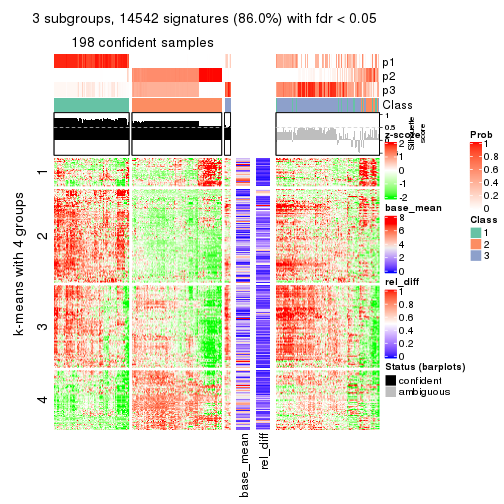 3 subgroups, 14542 signatures (86.0%) with fdr < 0.05
198 confident samples
p1
p2
p3
Class
1
0.5
0
Silhouette
score
k-means with 4 groups
1
2
3
4
base_mean
rel_diff
z-score
2
1
0
-1
-2
base_mean
8
6
4
2
0
rel_diff
1
0.8
0.6
0.4
0.2
0
Status (barplots)
confident
ambiguous
Prob
1
0.8
0.6
0.4
0.2
0
Class
1
2
3